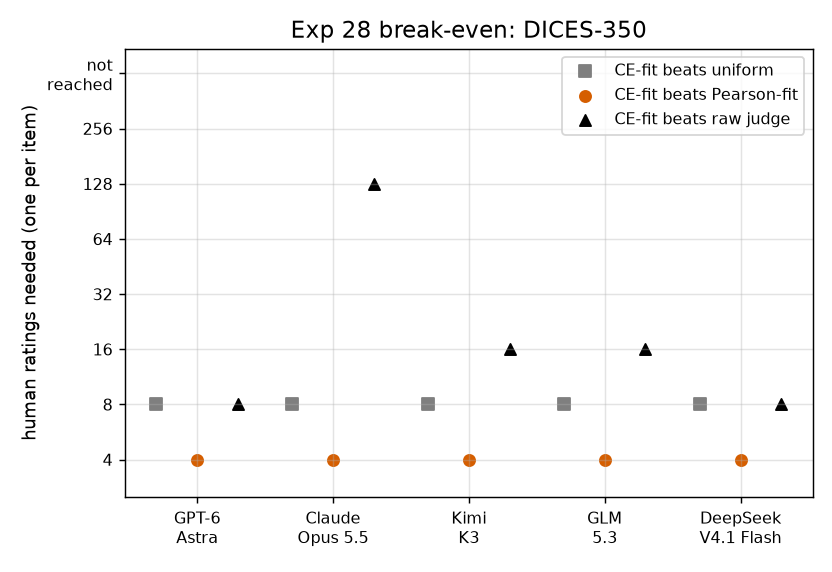 Exp 28 break-even: DICES-350
human ratings needed (one per item)
not
reached
256
128
64
32
16
8
4
CE-fit beats uniform
CE-fit beats Pearson-fit
CE-fit beats raw judge
GPT-6
Astra
Claude
Opus 5.5
Kimi
K3
GLM
5.3
DeepSeek
V4.1 Flash